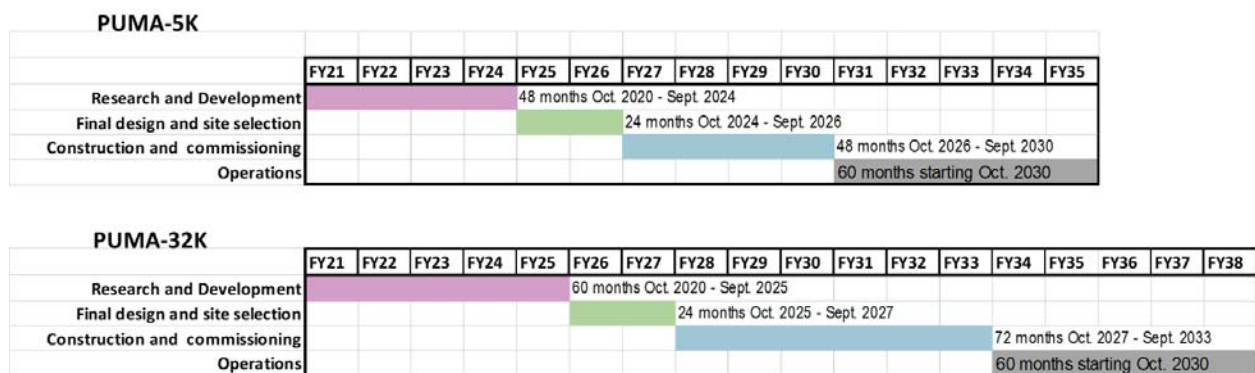 PUMA-5K
FY21 FY22 FY23 FY24 FY25 FY26 FY27 FY28 FY29 FY30 FY31 FY32 FY33 FY34 FY35
Research and Development 48 months Oct. 2020 - Sept. 2024
Final design and site selection 24 months Oct. 2024 - Sept. 2026
Construction and commissioning 48 months Oct. 2026 - Sept. 2030
Operations 60 months starting Oct. 2030
PUMA-32K
FY21 FY22 FY23 FY24 FY25 FY26 FY27 FY28 FY29 FY30 FY31 FY32 FY33 FY34 FY35 FY36 FY37 FY38
Research and Development 60 months Oct. 2020 - Sept. 2025
Final design and site selection 24 months Oct. 2025 - Sept. 2027
Construction and commissioning 72 months Oct. 2027 - Sept. 2033
Operations 60 months starting Oct. 2030